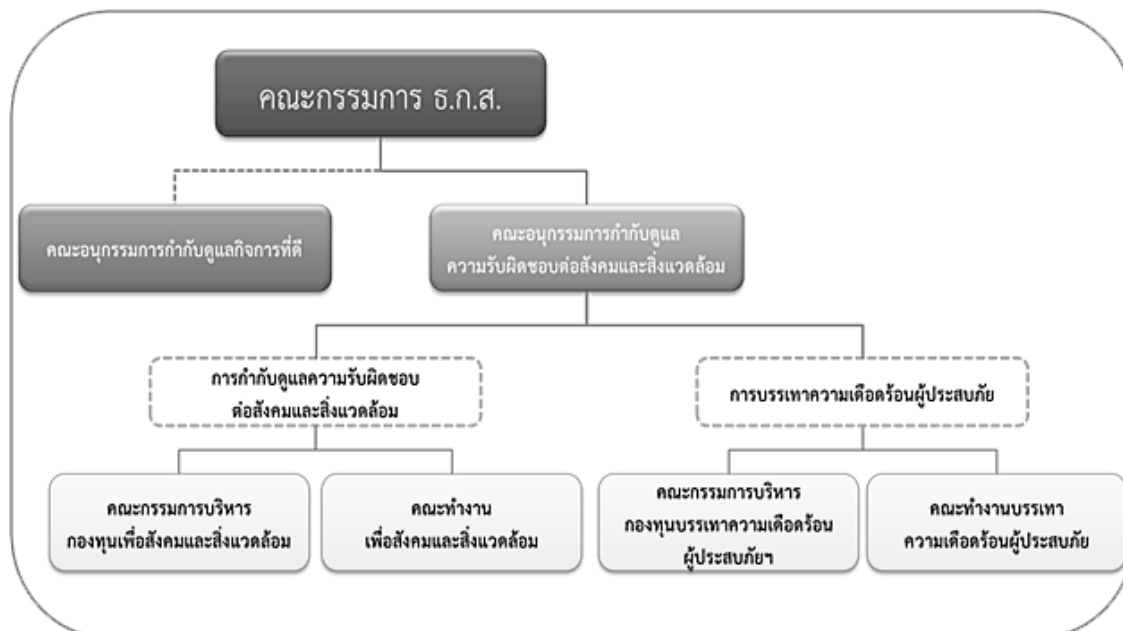 คณะกรรมการ ธ.ก.ส.
คณะอนุกรรมการกำกับดูแลกิจการที่ดี
คณะอนุกรรมการกำกับดูแล
ความรับผิดชอบต่อสังคมและสิ่งแวดล้อม
การกำกับดูแลความรับผิดชอบ
ต่อสังคมและสิ่งแวดล้อม
การบรรเทาความเดือดร้อนผู้ประสบภัย
คณะกรรมการบริหาร
กองทุนเพื่อสังคมและสิ่งแวดล้อม
คณะทำงาน
เพื่อสังคมและสิ่งแวดล้อม
คณะกรรมการบริหาร
กองทุนบรรเทาความเดือดร้อน
ผู้ประสบภัยฯ
คณะทำงานบรรเทา
ความเดือดร้อนผู้ประสบภัย